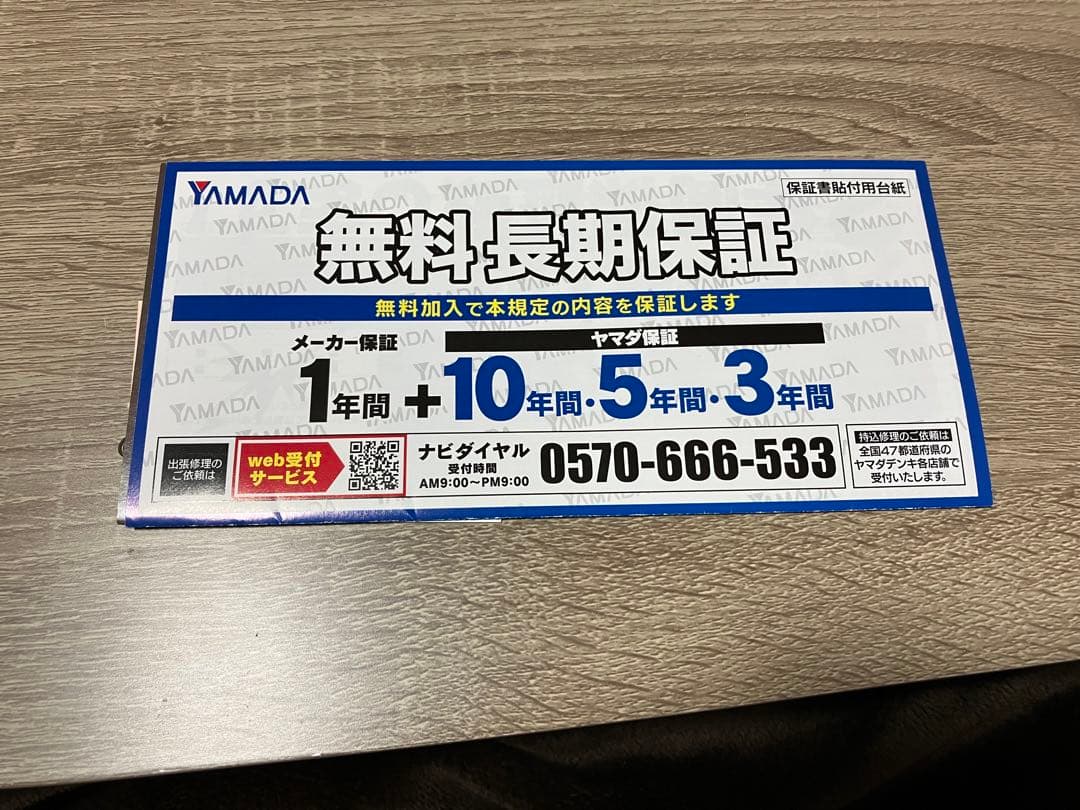 YAMADA
保証書貼付用台紙
無料長期保証
無料加入で本規定の内容を保証します
メーカー保証
ヤマダ保証
1年間+10年間・5年間・3年間
出張修理の
ご依頼は
web受付
サービス
ナビダイヤル
受付時間
AM9:00〜PM9:00
0570-666-533
持込修理のご依頼は
全国47都道府県の
ヤマダデンキ各店舗で
受付いたします。